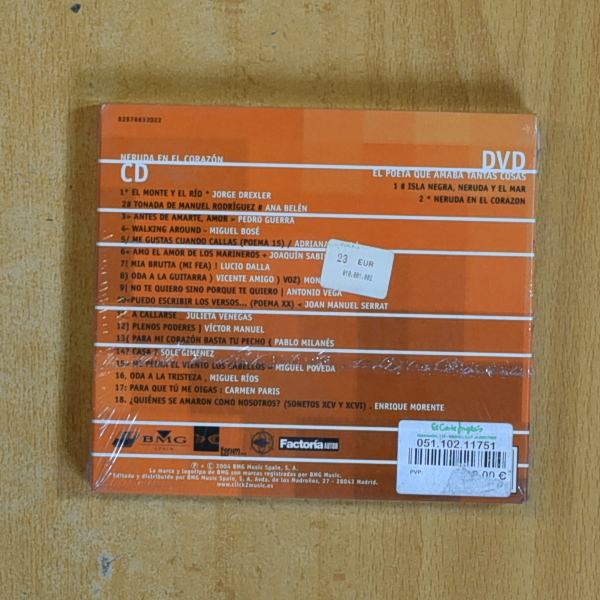 82876632022
NERUDA EN EL CORAZÓN
CD
DVD
EL POETA QUE AMABA TANTAS COSAS
1 # ISLA NEGRA, NERUDA Y EL MAR
2 * NERUDA EN EL CORAZON
1* EL MONTE Y EL RÍO * JORGE DREXLER
2# TONADA DE MANUEL RODRÍGUEZ # ANA BELÉN
3» ANTES DE AMARTE, AMOR » PEDRO GUERRA
4- WALKING AROUND - MIGUEL BOSÉ
5/ ME GUSTAS CUANDO CALLAS (POEMA 15) / ADRIANA
6+ AMO EL AMOR DE LOS MARINEROS + JOAQUÍN
7! MIA BRUTTA (MI FEA) ! LUCIO DALLA
8) ODA A LA GUITARRA ) VICENTE AMIGO ) VOZ)
9| NO TE QUIERO SINO PORQUE TE QUIERO | ANTONIO VEGA
PUEDO ESCRIBIR LOS VERSOS... (POEMA XX) < JOAN MANUEL SERRAT
A CALLARSE JULIETA VENEGAS
12] PLENOS PODERES ] VÍCTOR MANUEL
13( PARA MI CORAZÓN BASTA TU PECHO ( PABLO MILANÉS
14? CASA SOLE GIMÉNEZ
ME PEINA EL VIENTO LOS CABELLOS MIGUEL POVEDA
16, ODA A LA TRISTEZA , MIGUEL RÍOS
17: PARA QUE TÚ ME OIGAS : CARMEN PARIS
18. ¿QUIÉNES SE AMARON COMO NOSOTROS? (SONETOS XCV Y XCVI) . ENRIQUE MORENTE
23 EUR
El Corte Inglés
051.102.11751
PVP:
,00 €
BMG
SPAIN
Factoría AUTOR
℗ + © 2004 BMG Music Spain, S. A.
La marca y logotipo de BMG son marcas registradas por BMG Music.
Editado y distribuido por BMG Music Spain, S. A. Avda. de los Madroños, 27 - 28043 Madrid.
www.click2music.es